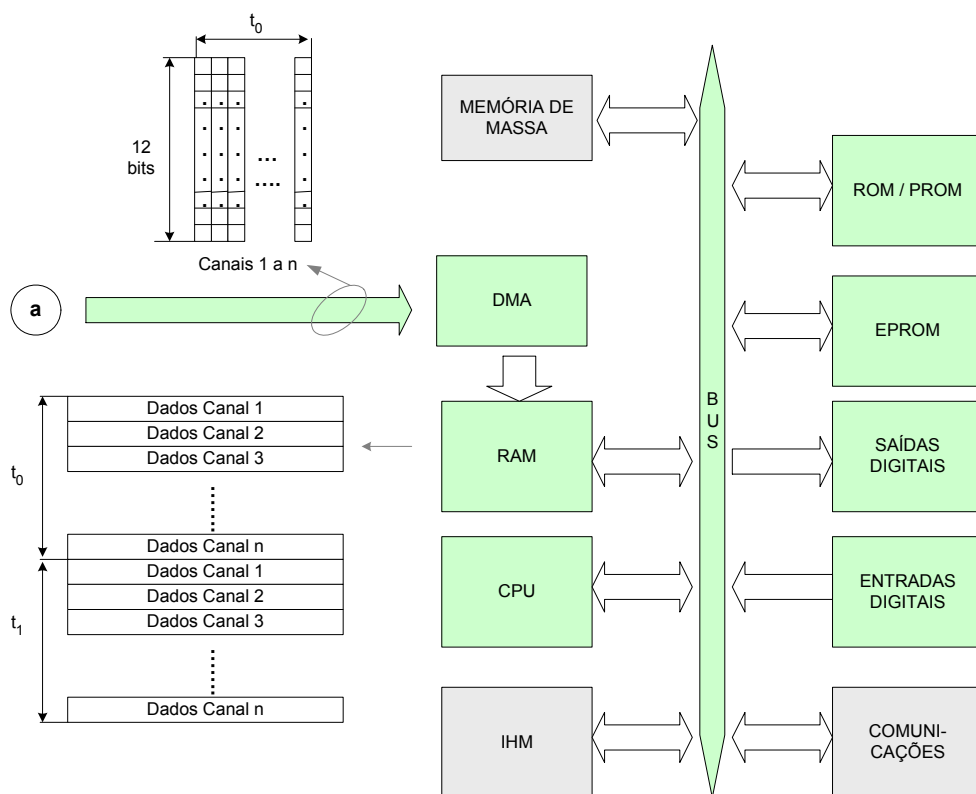 t0
12
bits
Canais 1 a n
a
MEMÓRIA DE
MASSA
ROM / PROM
DMA
EPROM
B
U
S
RAM
SAÍDAS
DIGITAIS
CPU
ENTRADAS
DIGITAIS
IHM
COMUNI-
CAÇÕES
t0
Dados Canal 1
Dados Canal 2
Dados Canal 3
Dados Canal n
t1
Dados Canal 1
Dados Canal 2
Dados Canal 3
Dados Canal n